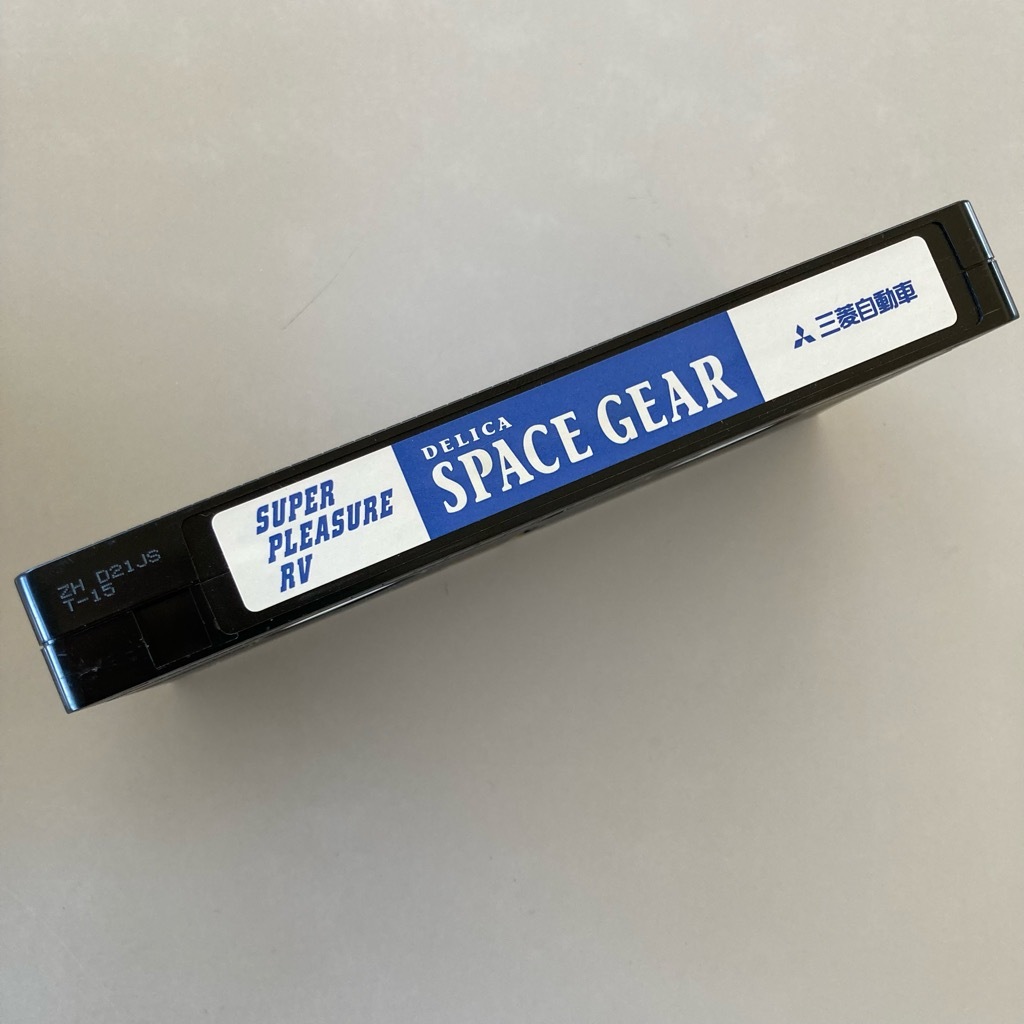 SUPER
PLEASURE
RV
DELICA
SPACE GEAR
三菱自動車
ZH D21JS
T-15